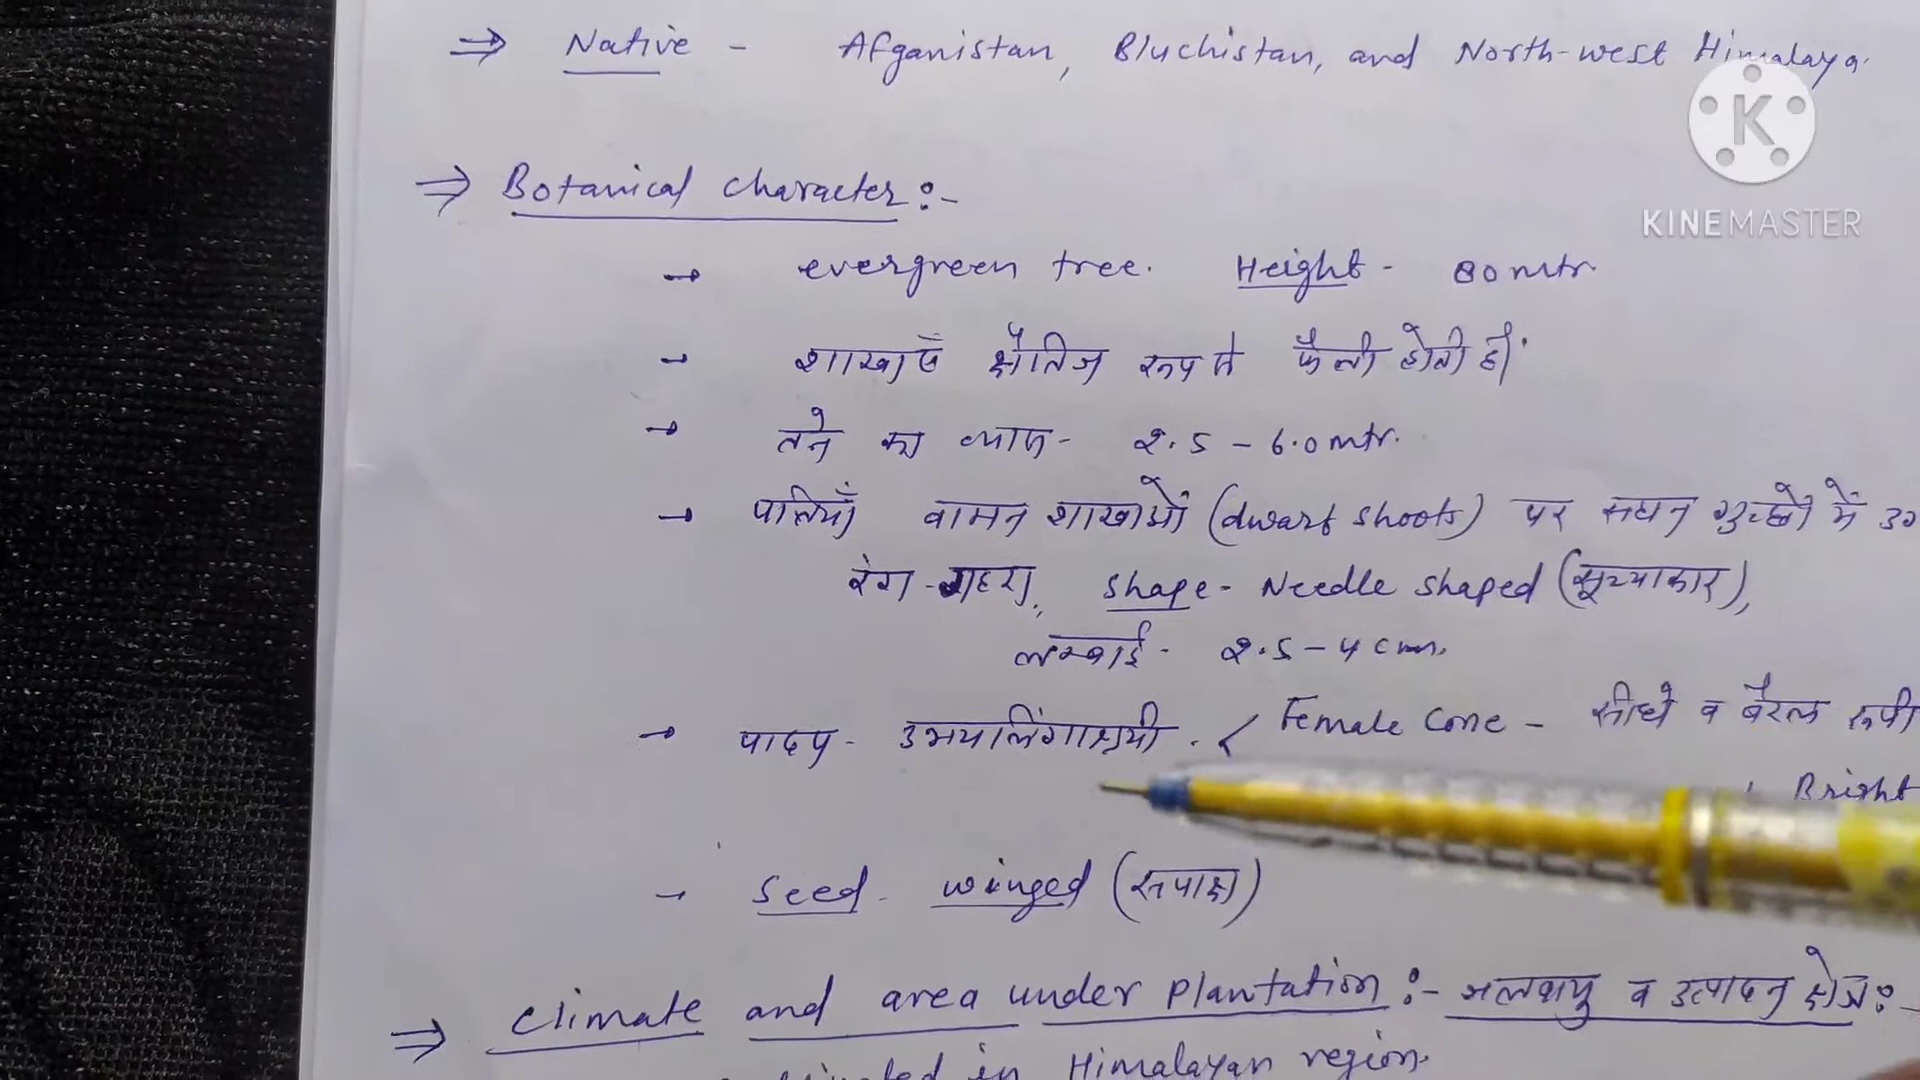 ⇒ Native - Afganistan, Bluchistan, and North-west Himalaya.
K
KINEMASTER
⇒ Botanical character :-
→ evergreen tree. Height - 80 mtr.
→ शाखाएँ क्षैतिज रूप से फैली होती हैं.
→ तने का व्यास - 2.5 - 6.0 mtr.
→ पत्तियाँ वामन शाखाओं (dwarf shoots) पर सघन गुच्छों में
रंग - गहरा, shape - Needle shaped (सूच्याकार),
लम्बाई - 2.5 - 4 cm.
→ पादप - उभयलिंगाश्रयी . Female Cone - सीधे व बैरल रूपी
Bright
- Seed - winged (सपक्ष)
⇒ Climate and area under plantation :- जलवायु व उत्पादन क्षेत्र :-
in Himalayan region.